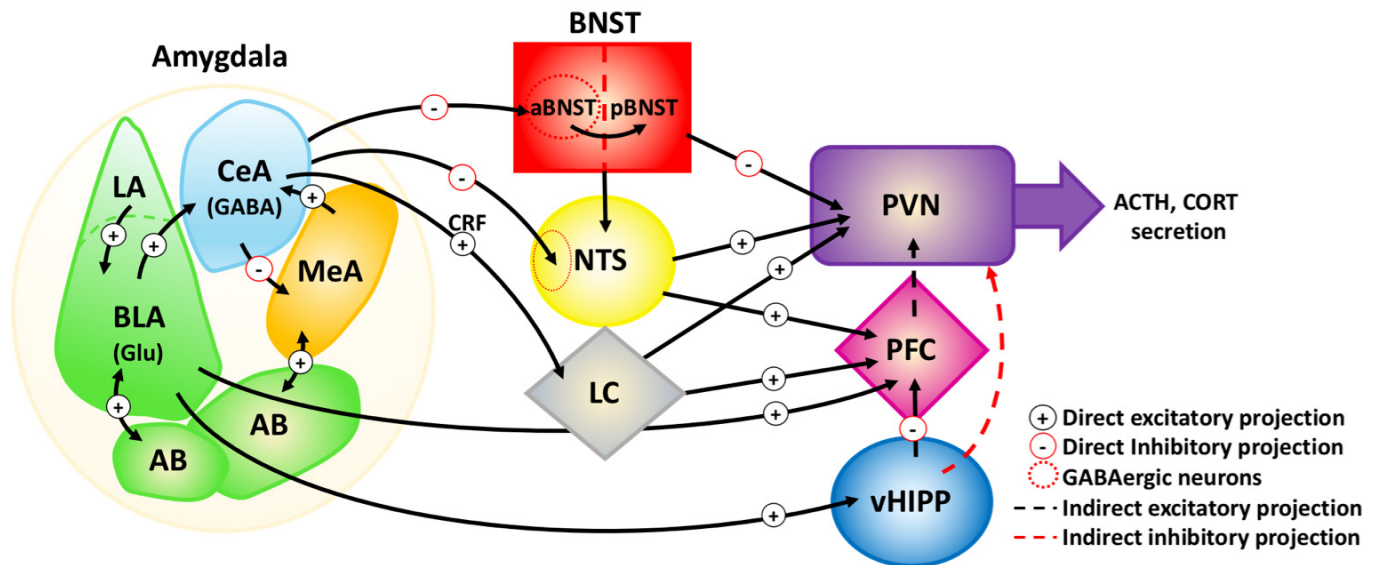 BNST
Amygdala
aBNST
pBNST
-
-
-
LA
CeA
(GABA)
+
+
+
-
MeA
CRF
+
NTS
+
+
+
PVN
ACTH, CORT
secretion
BLA
(Glu)
+
+
AB
AB
LC
+
+
PFC
-
vHIPP
+
+ Direct excitatory projection
- Direct Inhibitory projection
GABAergic neurons
Indirect excitatory projection
Indirect inhibitory projection